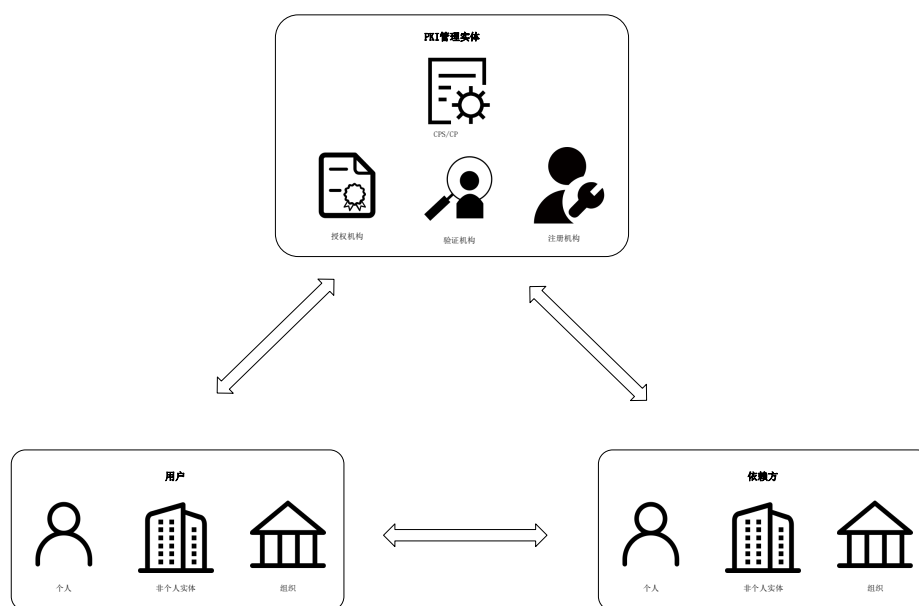 PKI管理实体
CPS/CP
授权机构
验证机构
注册机构
用户
依赖方
个人
非个人实体
组织
个人
非个人实体
组织